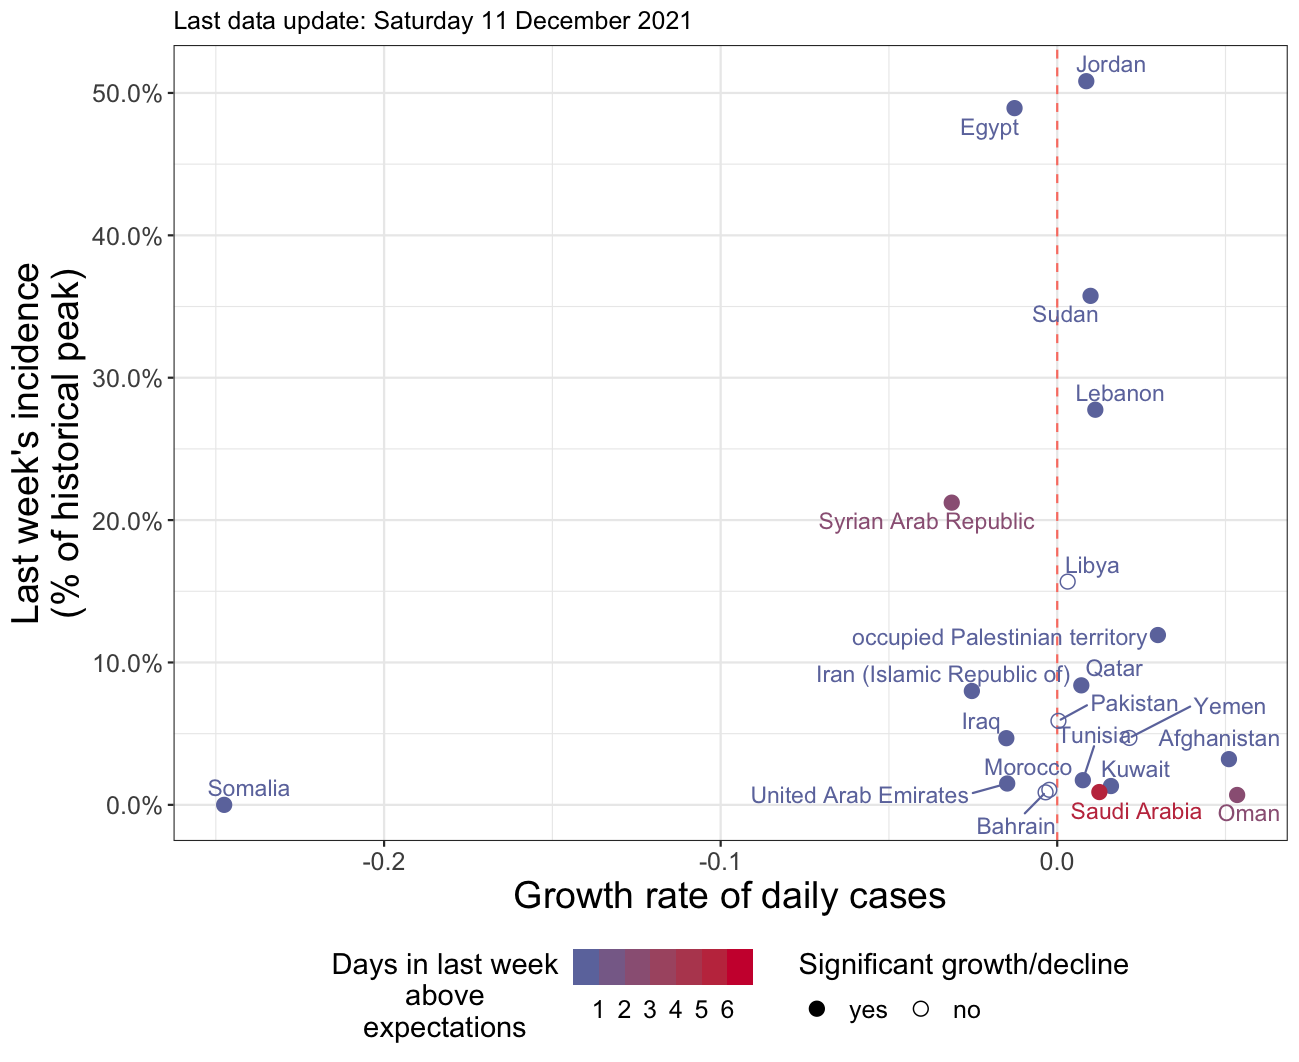 Last data update: Saturday 11 December 2021
Last week's incidence
(% of historical peak)
50.0%
40.0%
30.0%
20.0%
10.0%
0.0%
Jordan
Egypt
Sudan
Lebanon
Syrian Arab Republic
Libya
occupied Palestinian territory
Iran (Islamic Republic of)
Qatar
Pakistan
Yemen
Iraq
Tunisia
Afghanistan
Morocco
Kuwait
Somalia
United Arab Emirates
Saudi Arabia
Oman
Bahrain
-0.2
-0.1
0.0
Growth rate of daily cases
Days in last week
above
expectations
1 2 3 4 5 6
Significant growth/decline
yes
no